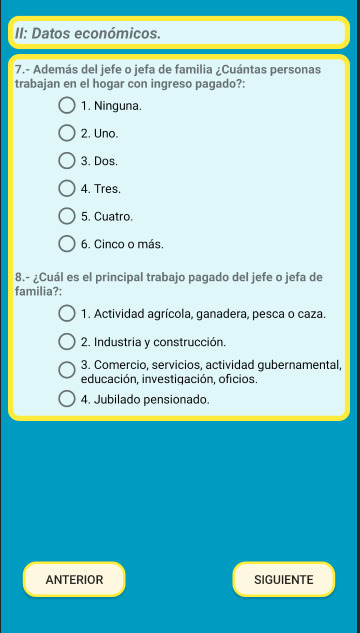 II: Datos económicos.
7.- Además del jefe o jefa de familia ¿Cuántas personas
trabajan en el hogar con ingreso pagado?:
1. Ninguna.
2. Uno.
3. Dos.
4. Tres.
5. Cuatro.
6. Cinco o más.
8.- ¿Cuál es el principal trabajo pagado del jefe o jefa de
familia?:
1. Actividad agrícola, ganadera, pesca o caza.
2. Industria y construcción.
3. Comercio, servicios, actividad gubernamental,
educación, investigación, oficios.
4. Jubilado pensionado.
ANTERIOR
SIGUIENTE